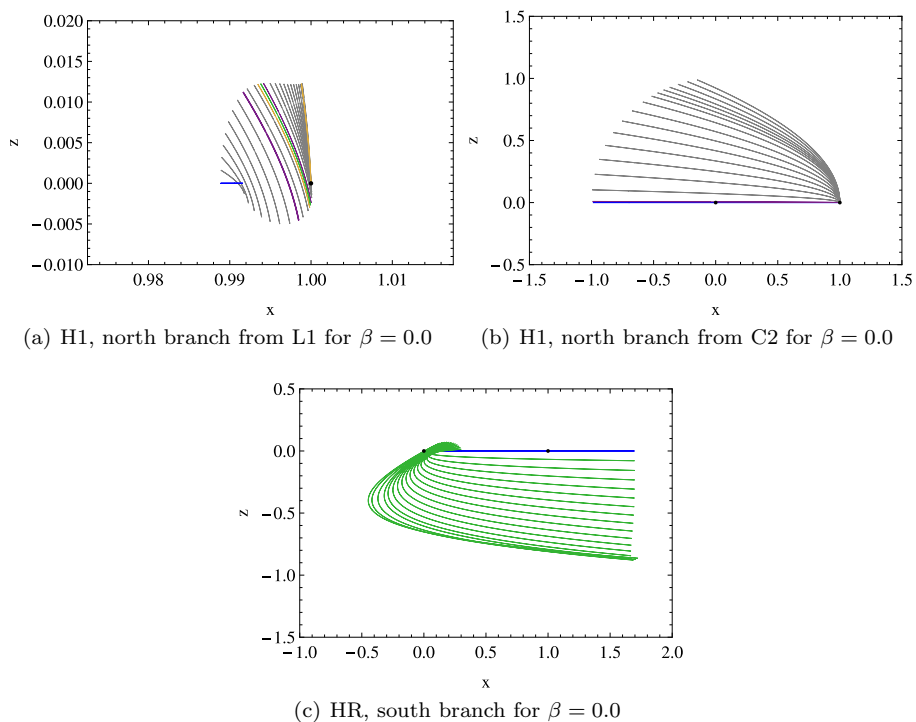 0.020
0.015
0.010
0.005
0.000
−0.005
−0.010
z
0.98 0.99 1.00 1.01
x
(a) H1, north branch from L1 for β = 0.0
1.5
1.0
0.5
0.0
−0.5
z
−1.5 −1.0 −0.5 0.0 0.5 1.0 1.5
x
(b) H1, north branch from C2 for β = 0.0
0.5
0.0
−0.5
−1.0
−1.5
z
−1.0 −0.5 0.0 0.5 1.0 1.5 2.0
x
(c) HR, south branch for β = 0.0